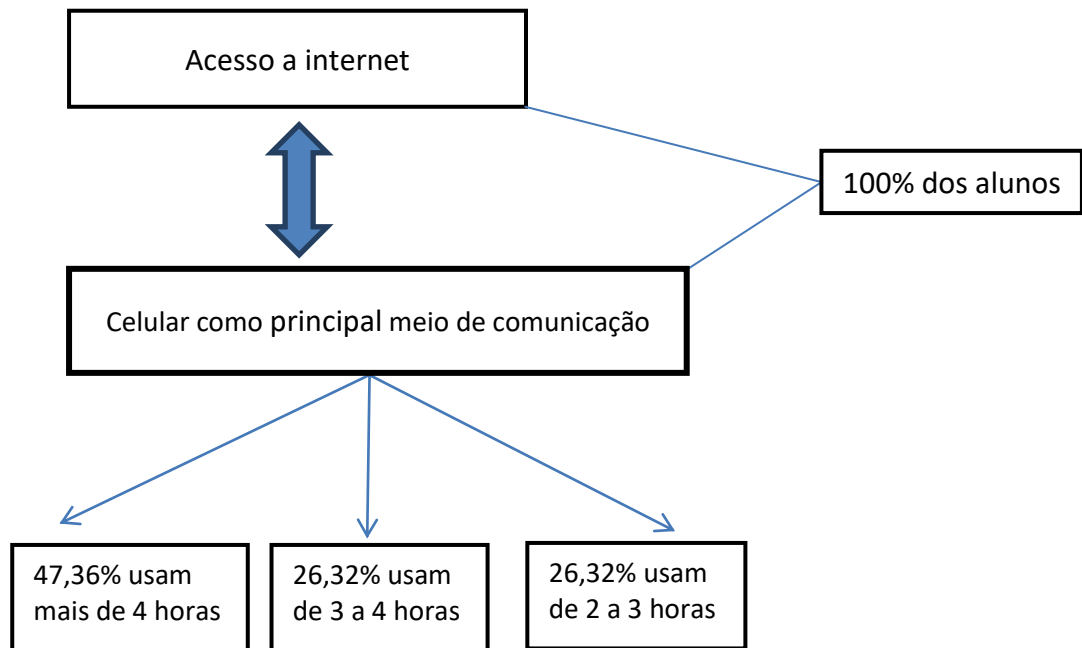 Acesso a internet
100% dos alunos
Celular como principal meio de comunicação
47,36% usam
mais de 4 horas
26,32% usam
de 3 a 4 horas
26,32% usam
de 2 a 3 horas